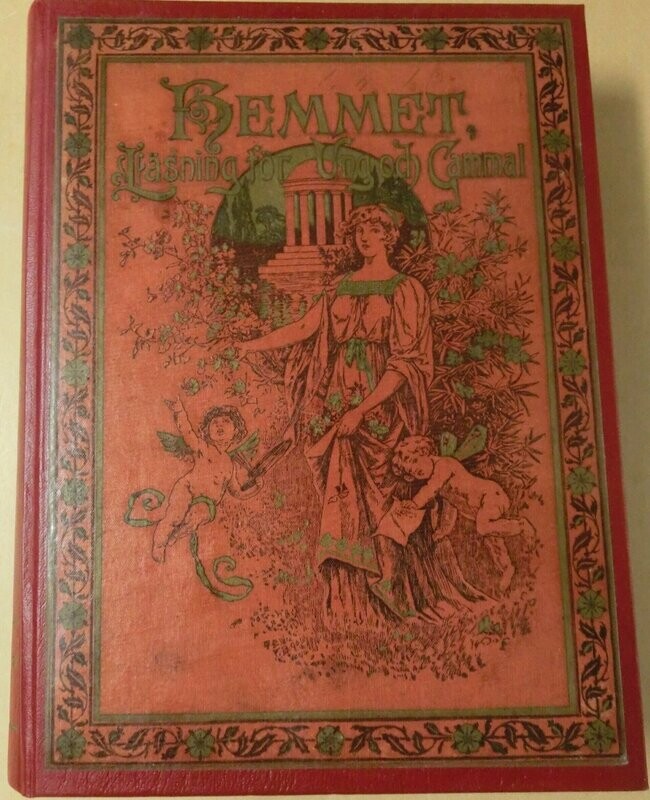 HEMMET,
Läsning för Ung och Gammal